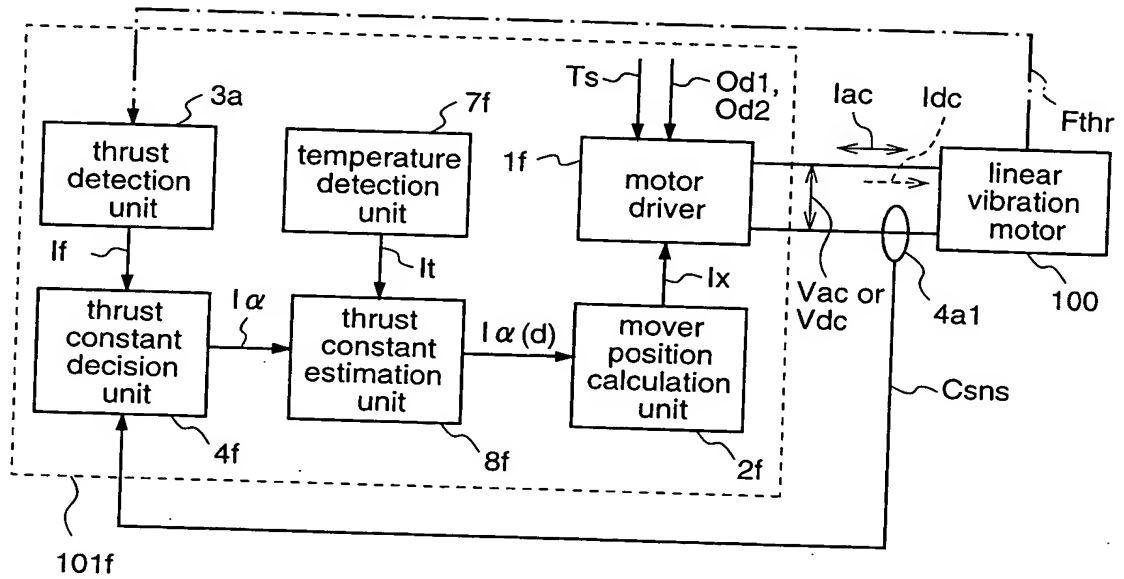 3a
thrust
detection
unit
7f
temperature
detection
unit
Ts
Od1,
Od2
1f
motor
driver
Iac
Idc
Fthr
linear
vibration
motor
100
If
It
Ix
Vac or
Vdc
4a1
thrust
constant
decision
unit
I α
thrust
constant
estimation
unit
I α (d)
mover
position
calculation
unit
Csns
4f
8f
2f
101f